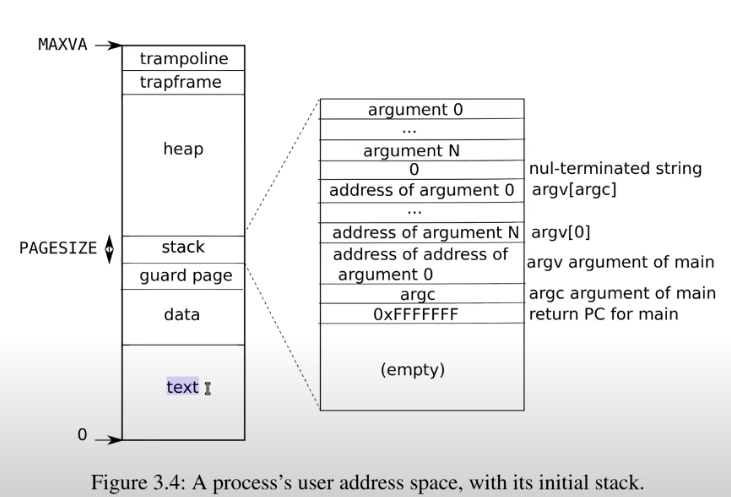 MAXVA
trampoline
trapframe
heap
PAGESIZE
stack
guard page
data
text
0
argument 0
...
argument N
0 nul-terminated string
address of argument 0 argv[argc]
...
address of argument N argv[0]
address of address of
argument 0
argv argument of main
argc argc argument of main
0xFFFFFFF return PC for main
(empty)
Figure 3.4: A process's user address space, with its initial stack.